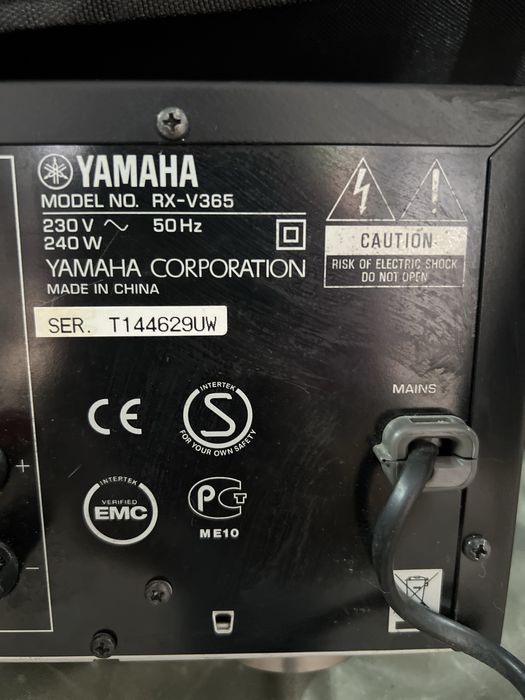 YAMAHA
MODEL NO. RX-V365
230 V ~ 50 Hz
240 W
YAMAHA CORPORATION
MADE IN CHINA
SER. T144629UW
CAUTION
RISK OF ELECTRIC SHOCK
DO NOT OPEN
MAINS
CE
INTERTEK
S
FOR YOUR OWN SAFETY
INTERTEK
VERIFIED
EMC
PCT
ME10
+
−